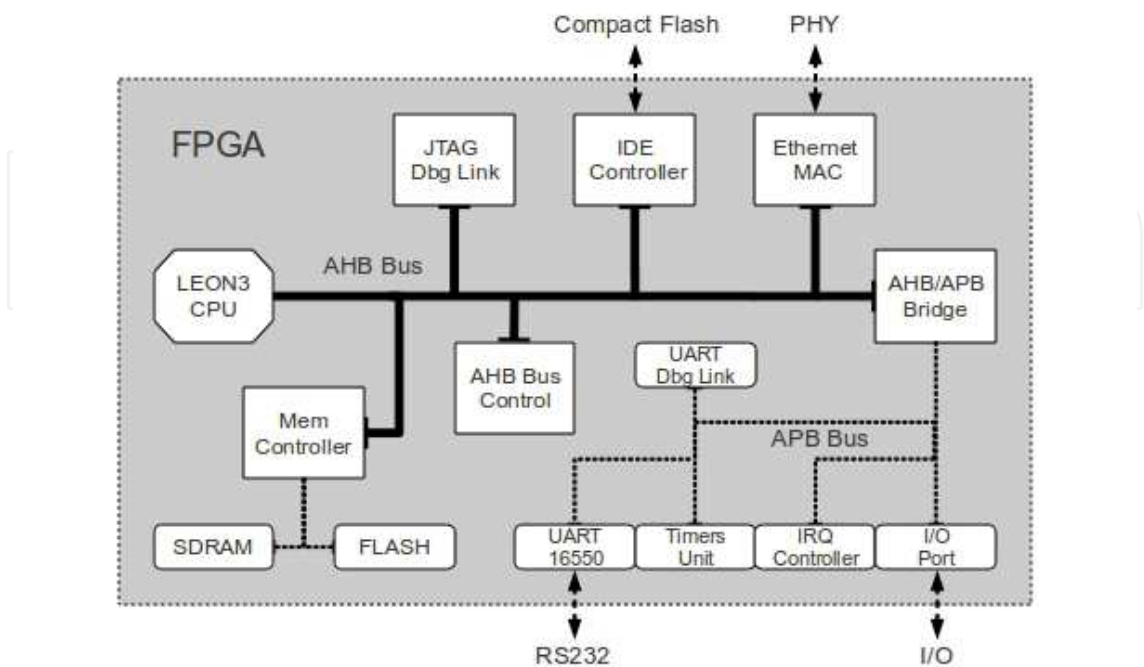 Compact Flash
PHY
FPGA
JTAG
Dbg Link
IDE
Controller
Ethernet
MAC
AHB Bus
LEON3
CPU
AHB/APB
Bridge
UART
Dbg Link
AHB Bus
Control
Mem
Controller
APB Bus
SDRAM
FLASH
UART
16550
Timers
Unit
IRQ
Controller
I/O
Port
RS232
I/O